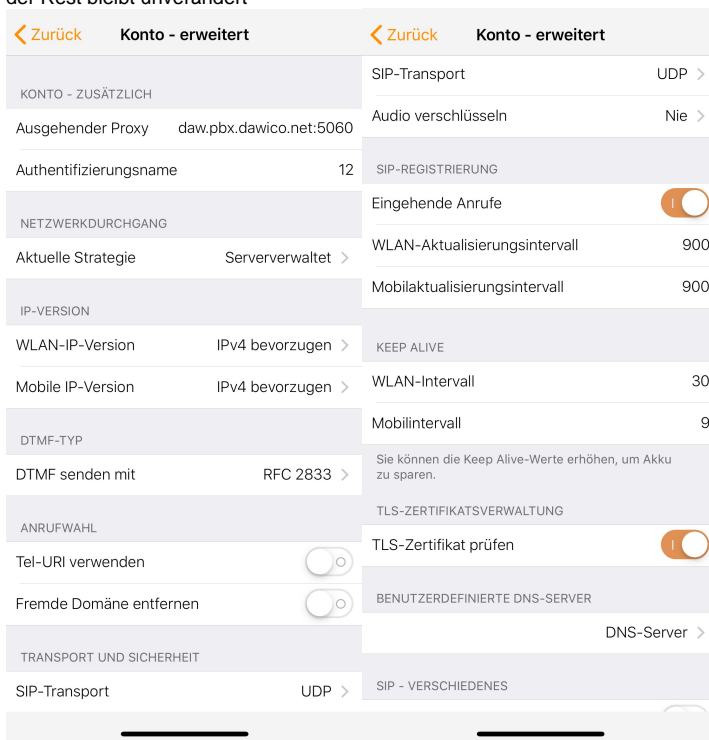 der Rest bleibt unverändert
Zurück Konto - erweitert
KONTO - ZUSÄTZLICH
Ausgehender Proxy daw.pbx.dawico.net:5060
Authentifizierungsname 12
NETZWERKDURCHGANG
Aktuelle Strategie Serververwaltet
IP-VERSION
WLAN-IP-Version IPv4 bevorzugen
Mobile IP-Version IPv4 bevorzugen
DTMF-TYP
DTMF senden mit RFC 2833
ANRUFWAHL
Tel-URI verwenden
Fremde Domäne entfernen
TRANSPORT UND SICHERHEIT
SIP-Transport UDP
Zurück Konto - erweitert
SIP-Transport UDP
Audio verschlüsseln Nie
SIP-REGISTRIERUNG
Eingehende Anrufe
WLAN-Aktualisierungsintervall 900
Mobilaktualisierungsintervall 900
KEEP ALIVE
WLAN-Intervall 30
Mobilintervall 9
Sie können die Keep Alive-Werte erhöhen, um Akku
zu sparen.
TLS-ZERTIFIKATSVERWALTUNG
TLS-Zertifikat prüfen
BENUTZERDEFINIERTE DNS-SERVER
DNS-Server
SIP - VERSCHIEDENES